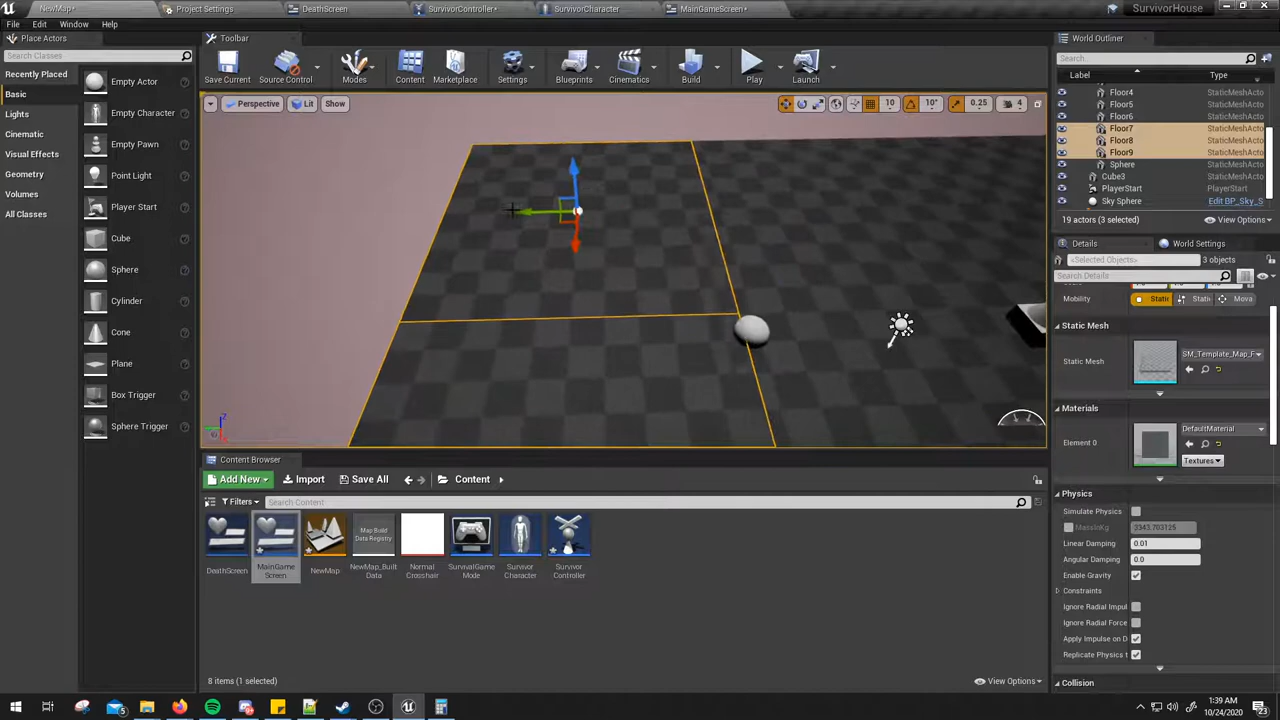 NewMap*
Project Settings
DeathScreen
SurvivorController*
SurvivorCharacter
MainGameScreen*
SurvivorHouse
File
Edit
Window
Help
Place Actors
Search Classes
Recently Placed
Basic
Lights
Cinematic
Visual Effects
Geometry
Volumes
All Classes
Empty Actor
Empty Character
Empty Pawn
Point Light
Player Start
Cube
Sphere
Cylinder
Cone
Plane
Box Trigger
Sphere Trigger
Toolbar
Save Current
Source Control
Modes
Content
Marketplace
Settings
Blueprints
Cinematics
Build
Play
Launch
Perspective
Lit
Show
10
10°
0.25
4
Content Browser
Add New
Import
Save All
Content
Filters
Search Content
DeathScreen
MainGame
Screen
NewMap
Map Build
Data Registry
NewMap_Built
Data
Normal
Crosshair
SurvivalGame
Mode
Survivor
Character
Survivor
Controller
8 items (1 selected)
View Options
World Outliner
Search...
Label
Type
Floor4 StaticMeshActo
Floor5 StaticMeshActo
Floor6 StaticMeshActo
Floor7 StaticMeshActo
Floor8 StaticMeshActo
Floor9 StaticMeshActo
Sphere StaticMeshActo
Cube3 StaticMeshActo
PlayerStart PlayerStart
Sky Sphere Edit BP_Sky_S
19 actors (3 selected)
View Options
Details
World Settings
<Selected Objects>
3 objects
Search Details
Mobility
Static
Static
Mova
Static Mesh
Static Mesh
SM_Template_Map_F
Materials
Element 0
DefaultMaterial
Textures
Physics
Simulate Physics
MassInKg
3343.703125
Linear Damping
0.01
Angular Damping
0.0
Enable Gravity
Constraints
Ignore Radial Impul
Ignore Radial Force
Apply Impulse on D
Replicate Physics t
Collision
1:39 AM
10/24/2020